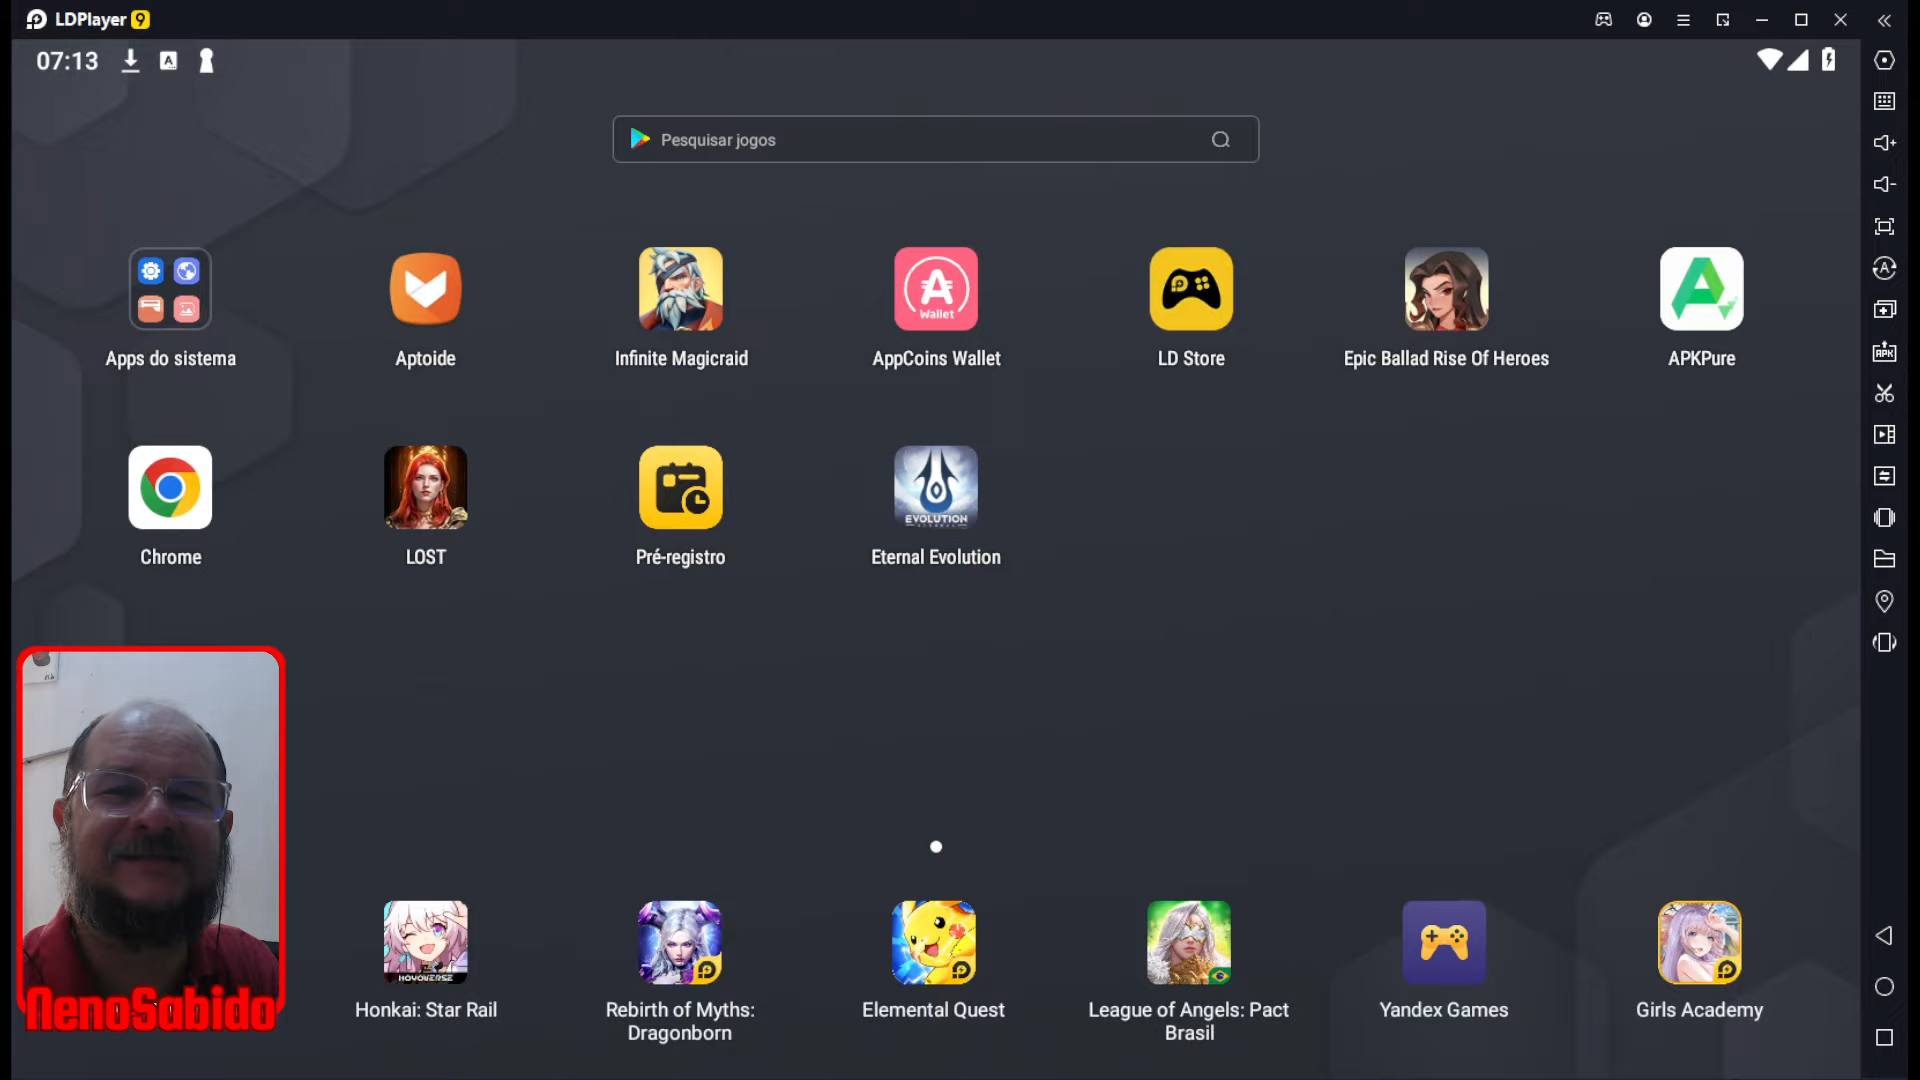 LDPlayer 9
07:13
A
Pesquisar jogos
Wallet
Apps do sistema
Aptoide
Infinite Magicraid
AppCoins Wallet
LD Store
Epic Ballad Rise Of Heroes
APKPure
EVOLUTION
Chrome
LOST
Pré-registro
Eternal Evolution
APK
HOYOVERSE
NenoSabido
Honkai: Star Rail
Rebirth of Myths:
Dragonborn
Elemental Quest
League of Angels: Pact
Brasil
Yandex Games
Girls Academy